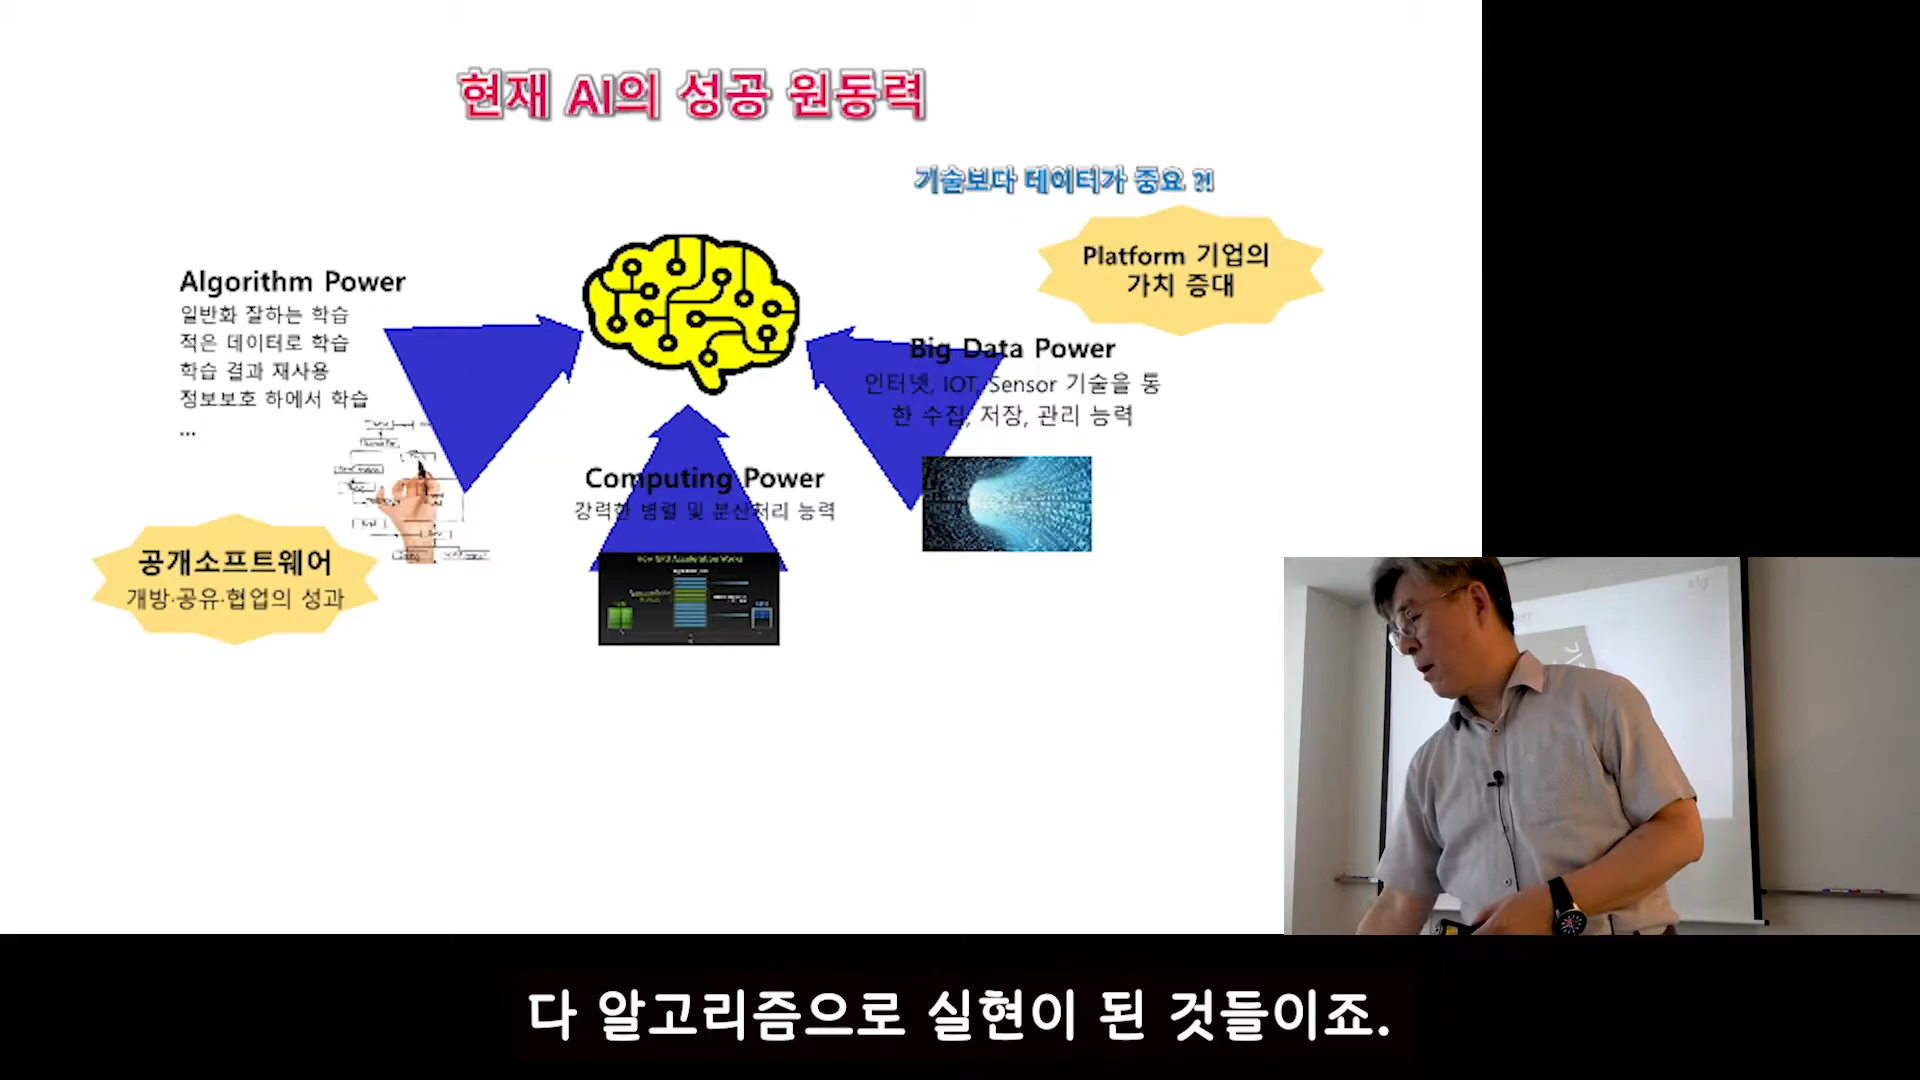 현재 AI의 성공 원동력
기술보다 데이터가 중요 ?!
Platform 기업의
가치 증대
Algorithm Power
일반화 잘하는 학습
적은 데이터로 학습
학습 결과 재사용
정보보호 하에서 학습
...
Big Data Power
인터넷, IOT, Sensor 기술을 통
한 수집, 저장, 관리 능력
Computing Power
강력한 병렬 및 분산처리 능력
공개소프트웨어
개방·공유·협업의 성과
How GPU Acceleration Works
다 알고리즘으로 실현이 된 것들이죠.